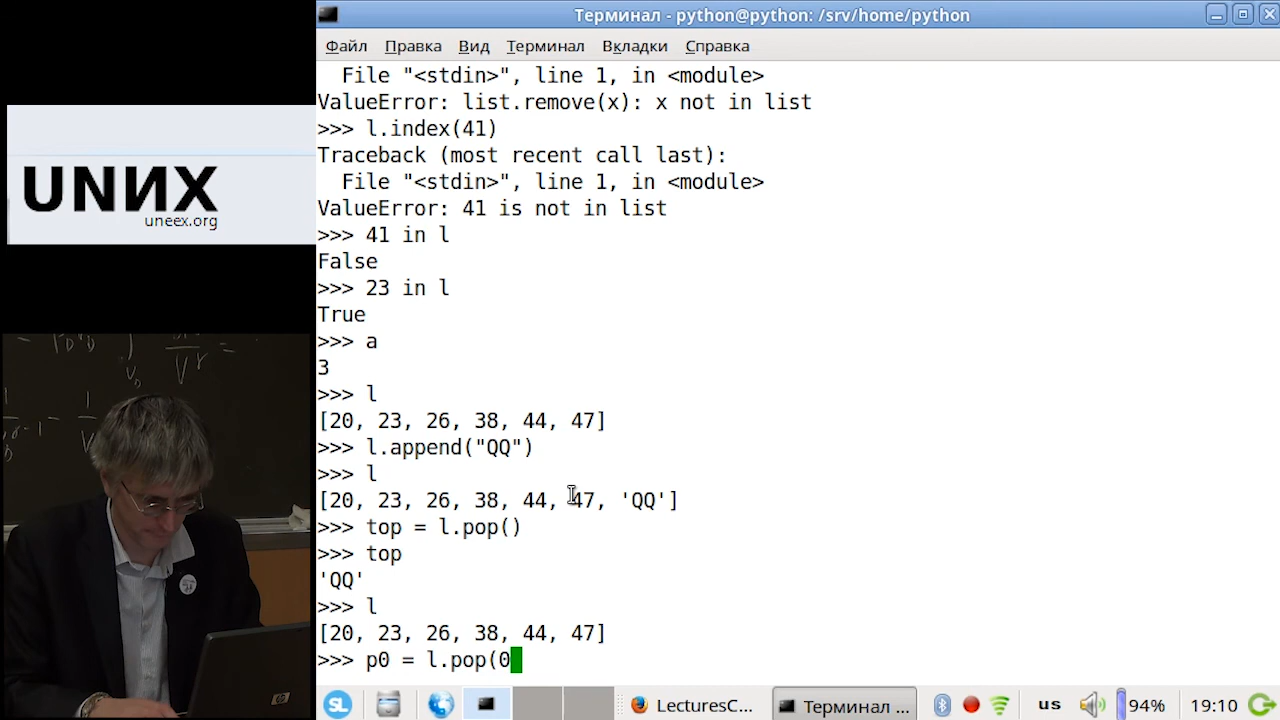 Терминал - python@python: /srv/home/python
Файл Правка Вид Терминал Вкладки Справка
File "<stdin>", line 1, in <module>
ValueError: list.remove(x): x not in list
>>> l.index(41)
Traceback (most recent call last):
File "<stdin>", line 1, in <module>
ValueError: 41 is not in list
>>> 41 in l
False
>>> 23 in l
True
>>> a
3
>>> l
[20, 23, 26, 38, 44, 47]
>>> l.append("QQ")
>>> l
[20, 23, 26, 38, 44, 47, 'QQ']
>>> top = l.pop()
>>> top
'QQ'
>>> l
[20, 23, 26, 38, 44, 47]
>>> p0 = l.pop(0
LecturesC... Терминал ... us 94% 19:10
UNИX
uneex.org
hp